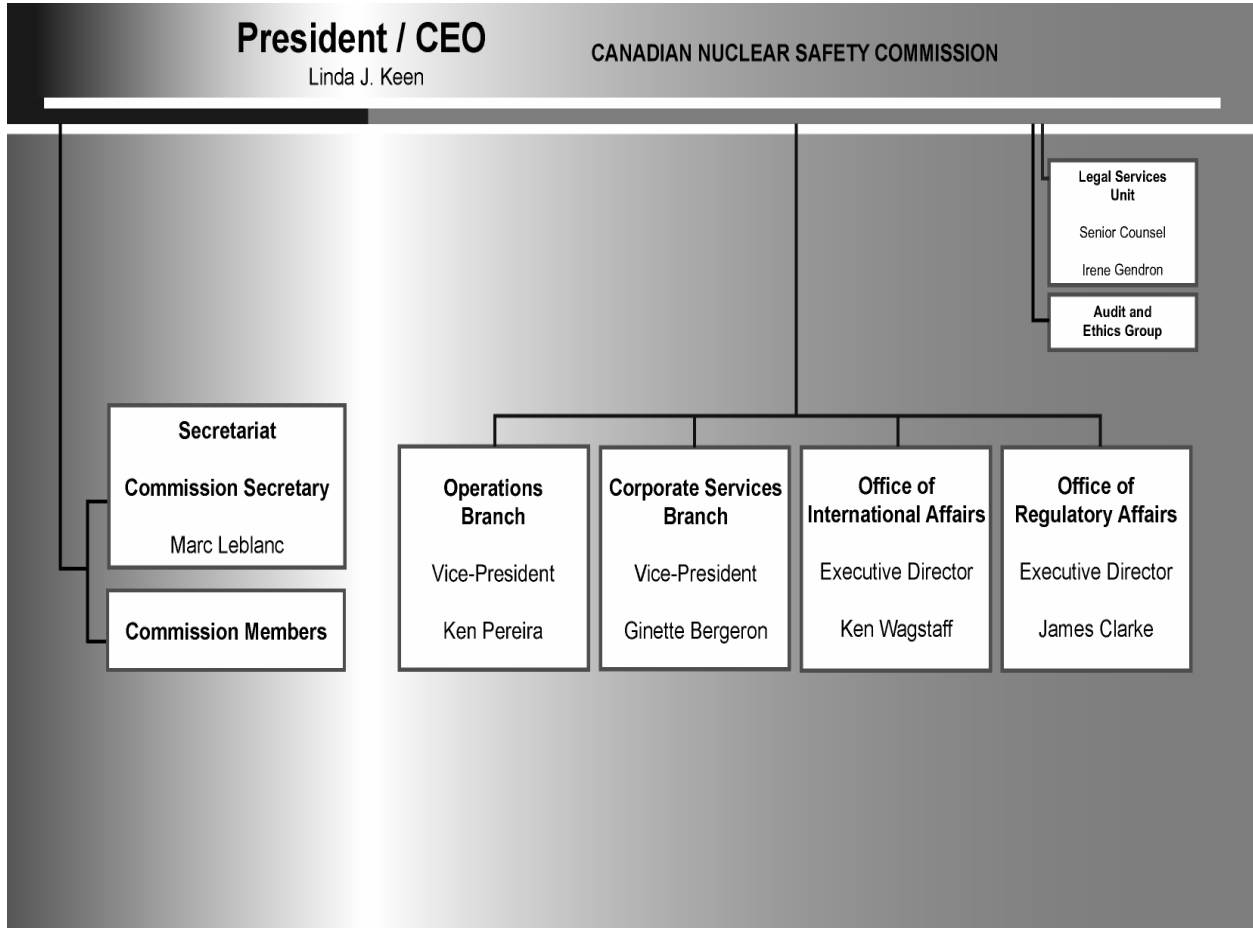 President / CEO
Linda J. Keen
CANADIAN NUCLEAR SAFETY COMMISSION
Legal Services
Unit
Senior Counsel
Irene Gendron
Audit and
Ethics Group
Secretariat
Commission Secretary
Marc Leblanc
Commission Members
Operations
Branch
Vice-President
Ken Pereira
Corporate Services
Branch
Vice-President
Ginette Bergeron
Office of
International Affairs
Executive Director
Ken Wagstaff
Office of
Regulatory Affairs
Executive Director
James Clarke